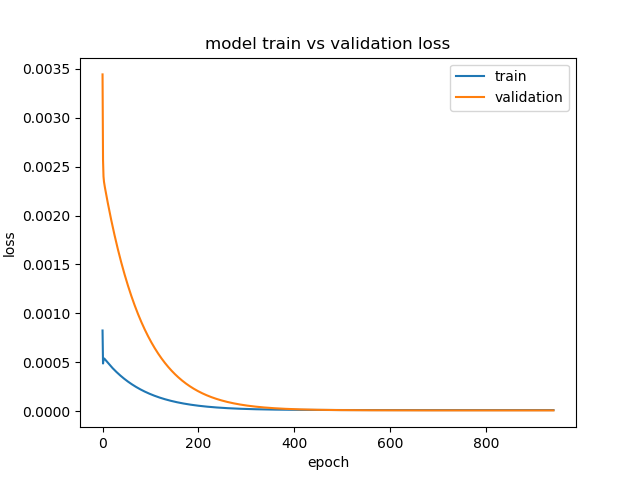 model train vs validation loss
train
validation
0.0035
0.0030
0.0025
0.0020
0.0015
0.0010
0.0005
0.0000
loss
0 200 400 600 800
epoch